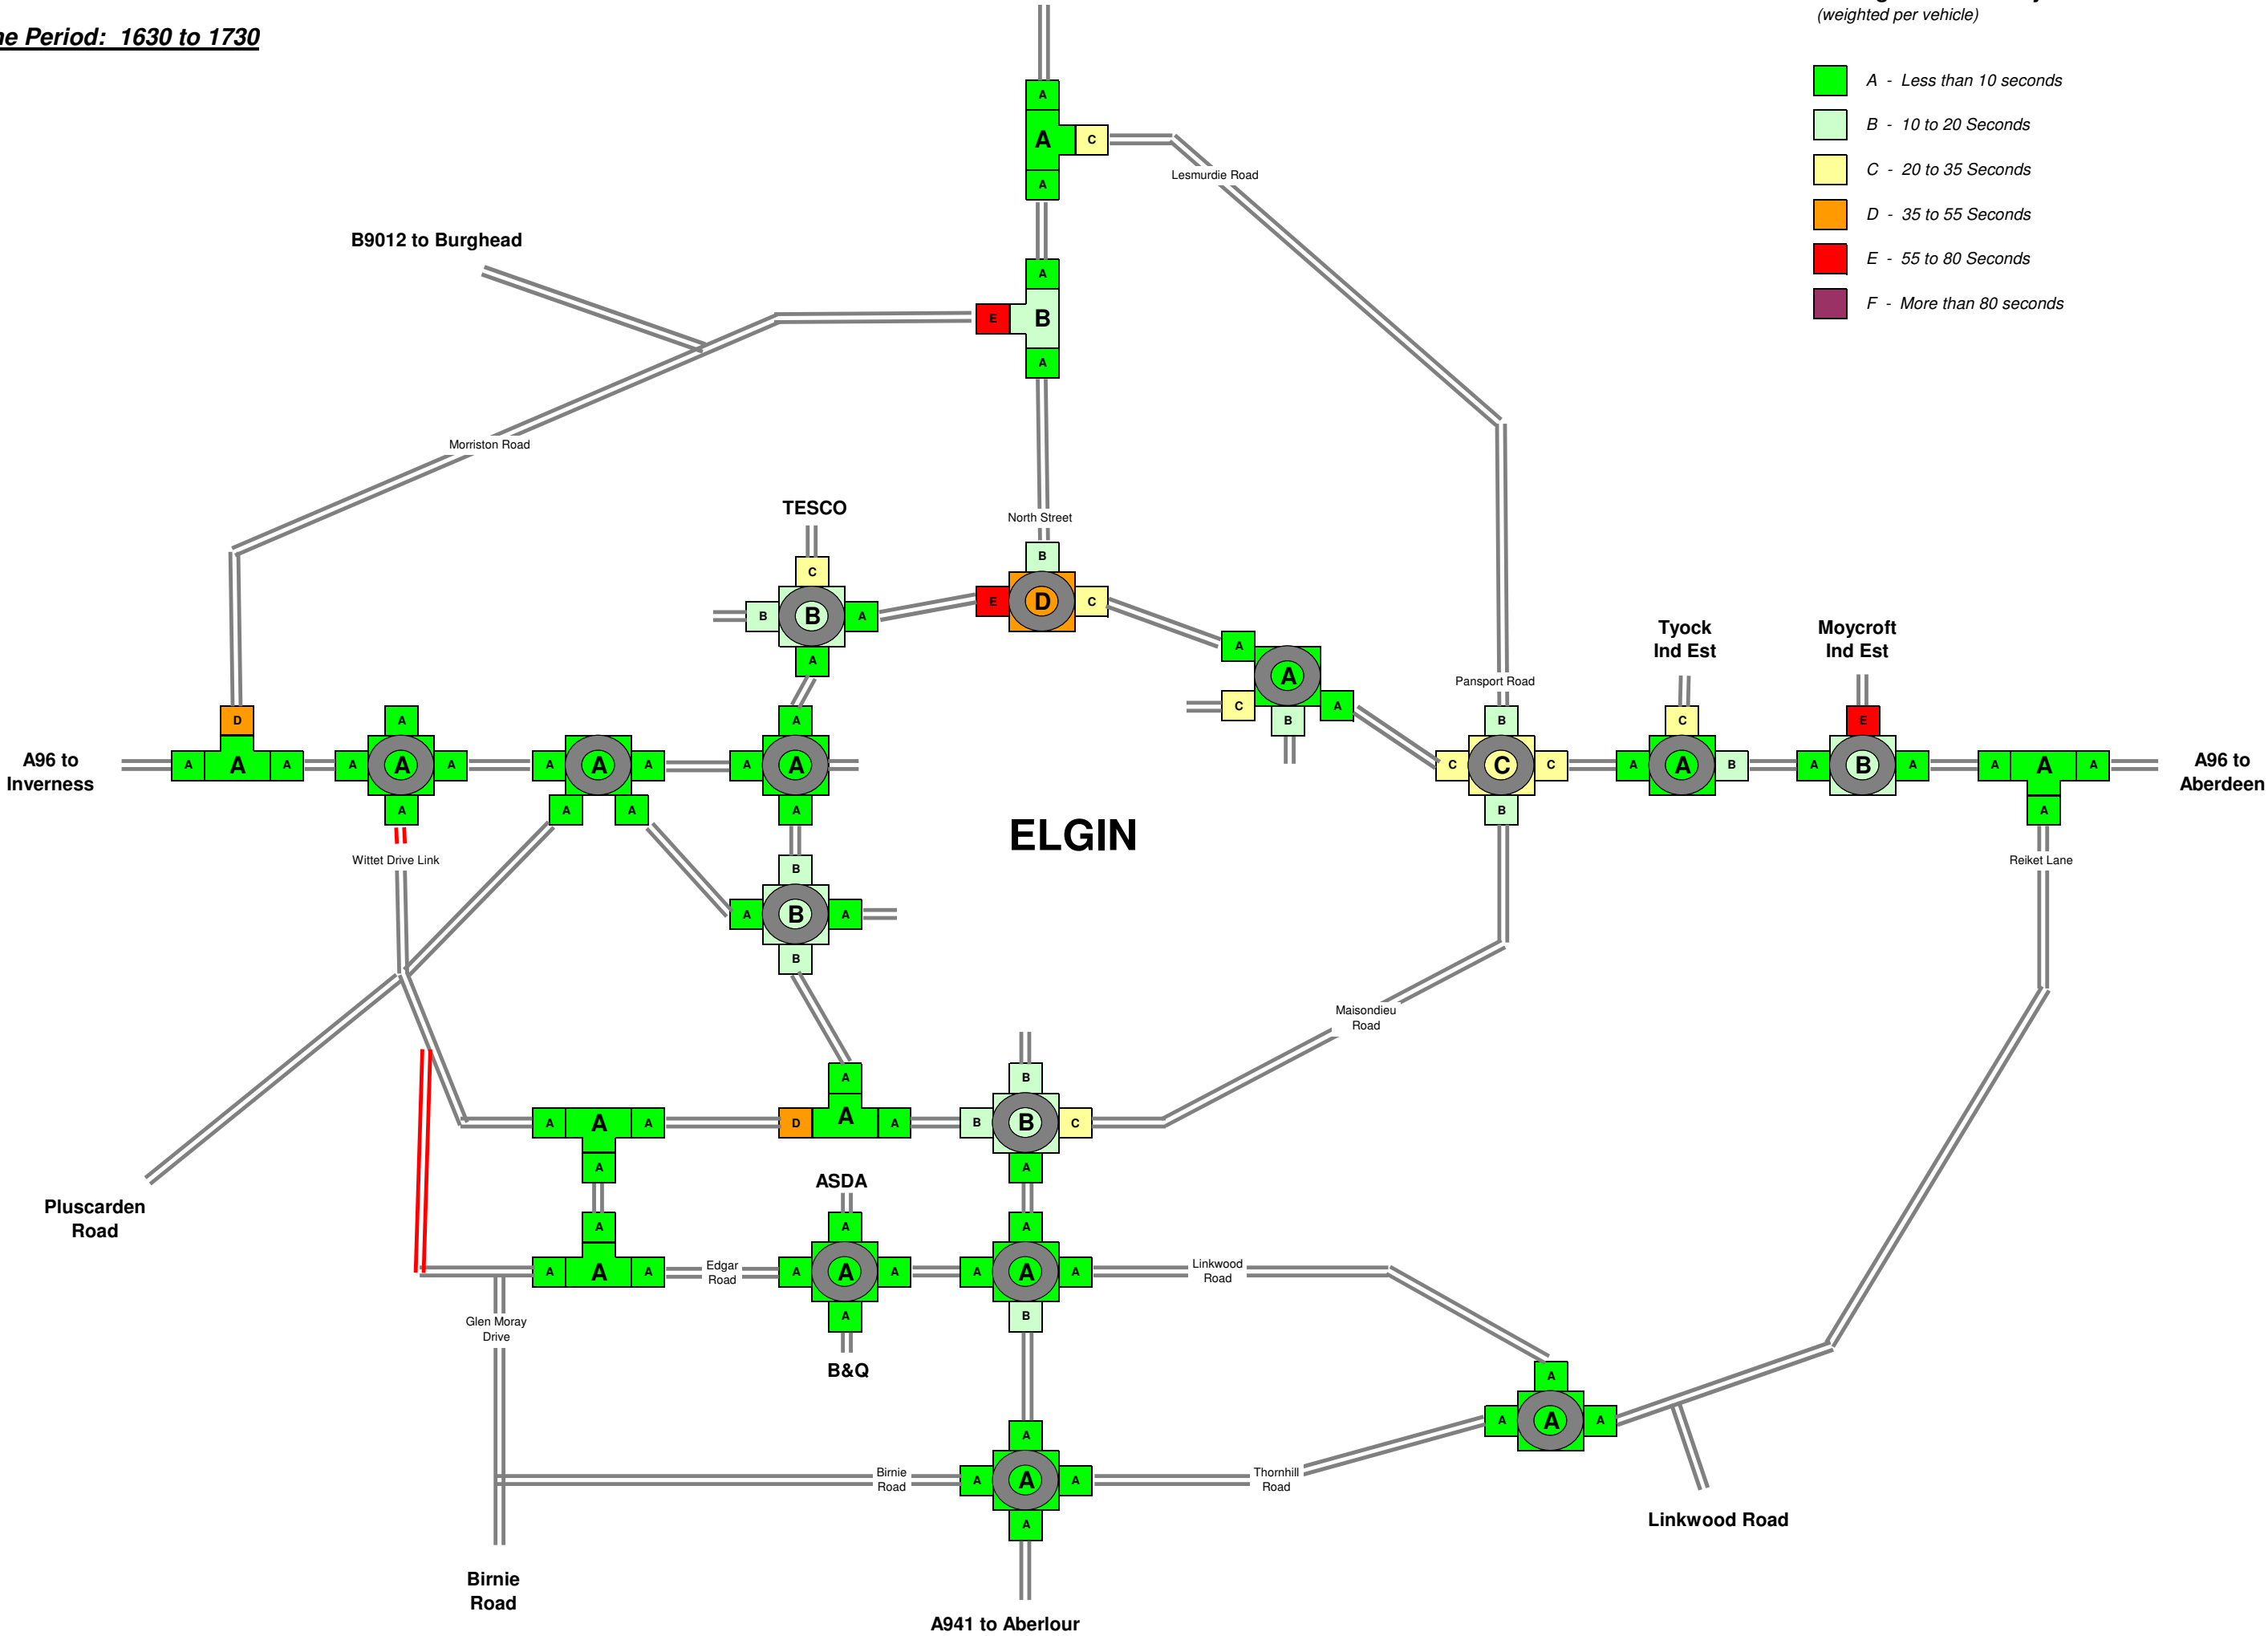 (weighted per vehicle)
ne Period: 1630 to 1730
A - Less than 10 seconds
B - 10 to 20 Seconds
C - 20 to 35 Seconds
D - 35 to 55 Seconds
E - 55 to 80 Seconds
F - More than 80 seconds
A
A C
A
Lesmurdie Road
B9012 to Burghead
A
E B
A
Morriston Road
TESCO
North Street
C
B B A
A
B
E D C
A
A
C A
B
Pansport Road
Tyock
Ind Est
Moycroft
Ind Est
A96 to
Inverness
D
A A A
A
A A A
A
A A A
A A
A
A A
A
B
C C C
B
C
A A B
E
A B A
A A A
A
A96 to
Aberdeen
ELGIN
Wittet Drive Link
Reiket Lane
B
A B A
B
Maisondieu
Road
A A A
A
A
D A A
B
B B C
A
Pluscarden
Road
ASDA
A
A A A
Edgar
Road
A
A A A
A
A
A A A
B
Linkwood
Road
Glen Moray
Drive
B&Q
A
A A A
A
A A A
A
Birnie
Road
Thornhill
Road
Linkwood Road
Birnie
Road
A941 to Aberlour